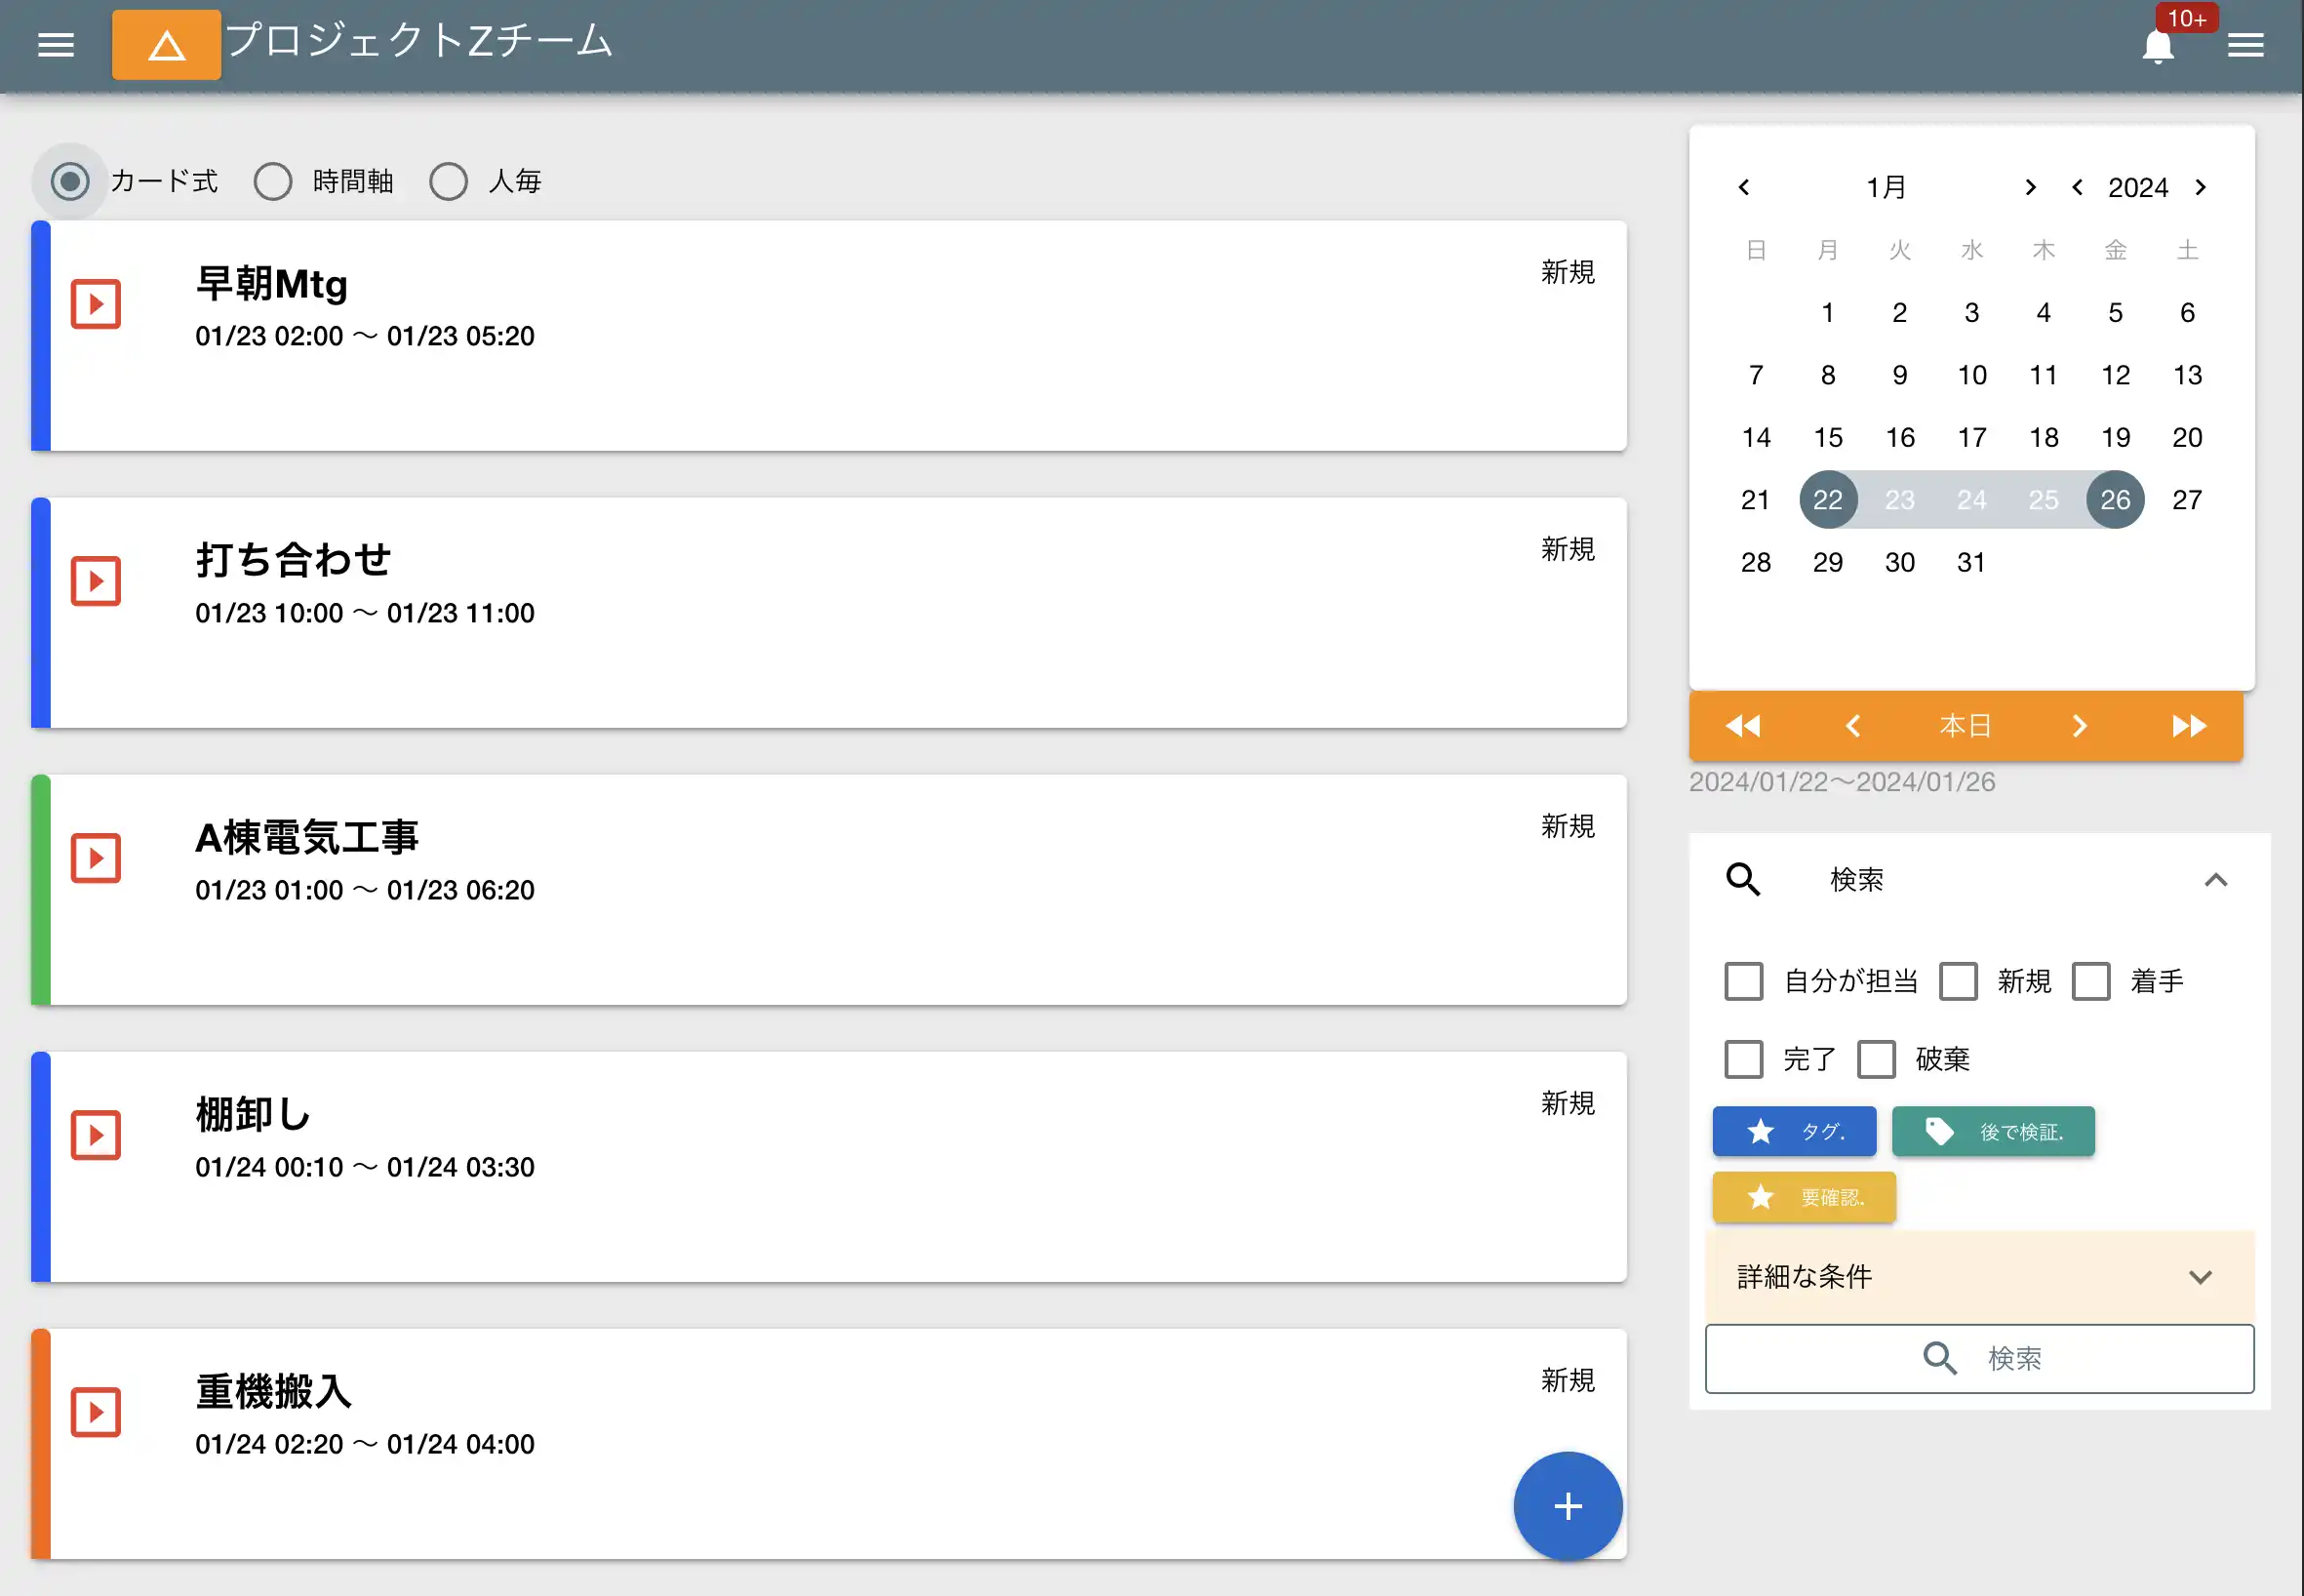 プロジェクトZチーム
10+
カード式 時間軸 人毎
早朝Mtg
新規
01/23 02:00 〜 01/23 05:20
打ち合わせ
新規
01/23 10:00 〜 01/23 11:00
A棟電気工事
新規
01/23 01:00 〜 01/23 06:20
棚卸し
新規
01/24 00:10 〜 01/24 03:30
重機搬入
新規
01/24 02:20 〜 01/24 04:00
1月 2024
日 月 火 水 木 金 土
1 2 3 4 5 6
7 8 9 10 11 12 13
14 15 16 17 18 19 20
21 22 23 24 25 26 27
28 29 30 31
本日
2024/01/22〜2024/01/26
検索
自分が担当 新規 着手
完了 破棄
タグ. 後で検証.
要確認.
詳細な条件
検索